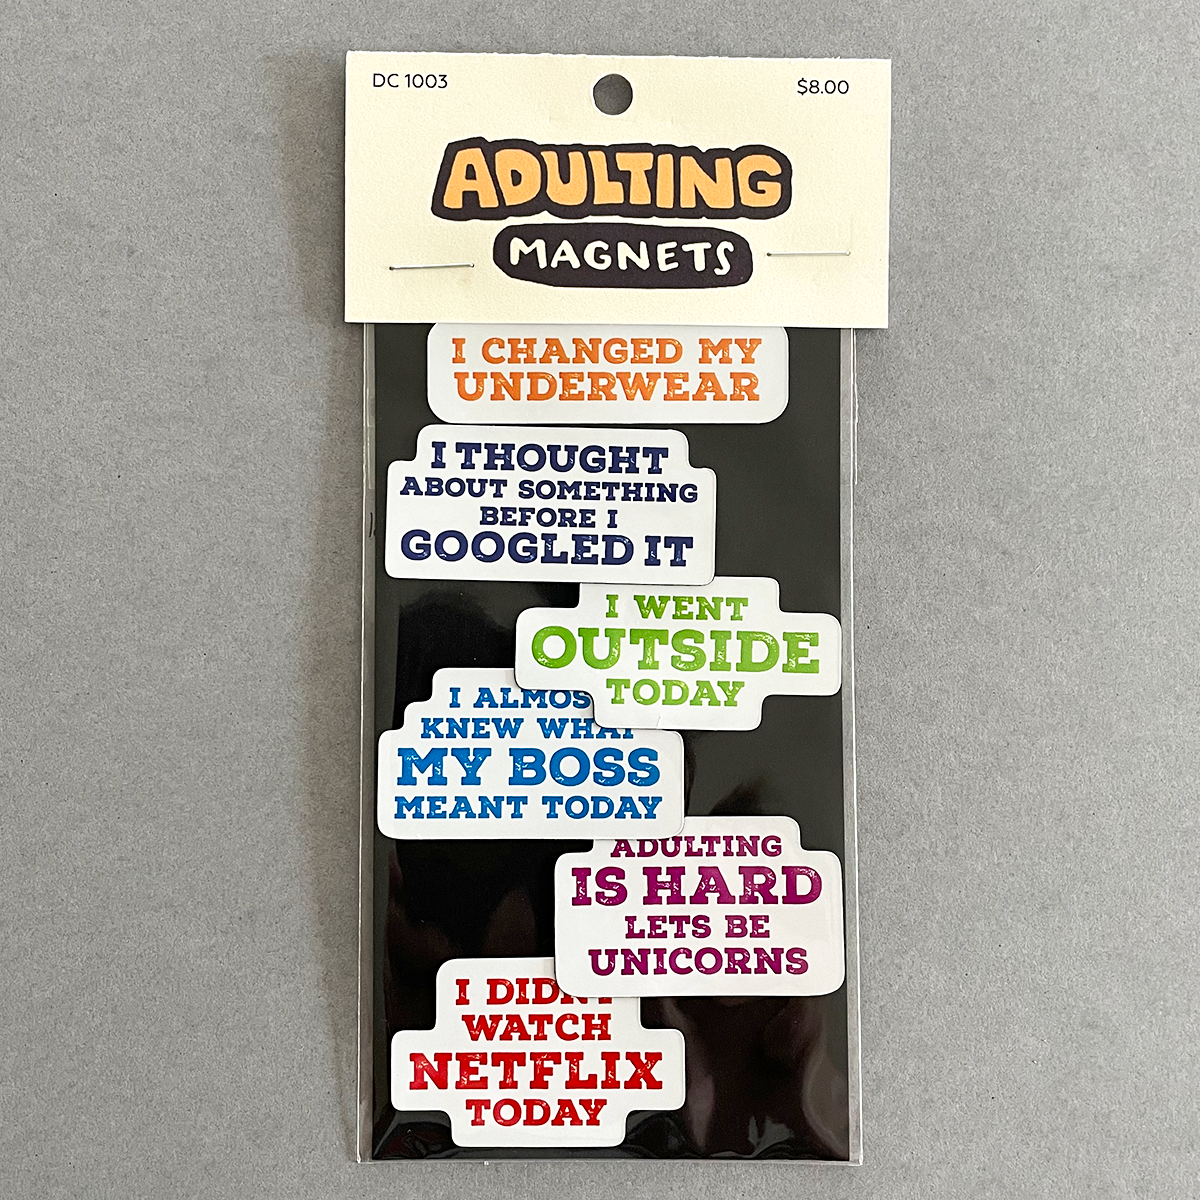 DC 1003
$8.00
ADULTING
MAGNETS
I CHANGED MY
UNDERWEAR
I THOUGHT
ABOUT SOMETHING
BEFORE I
GOOGLED IT
I WENT
OUTSIDE
TODAY
I ALMOS
KNEW WHAT
MY BOSS
MEANT TODAY
ADULTING
IS HARD
LETS BE
UNICORNS
I DIDN'T
WATCH
NETFLIX
TODAY